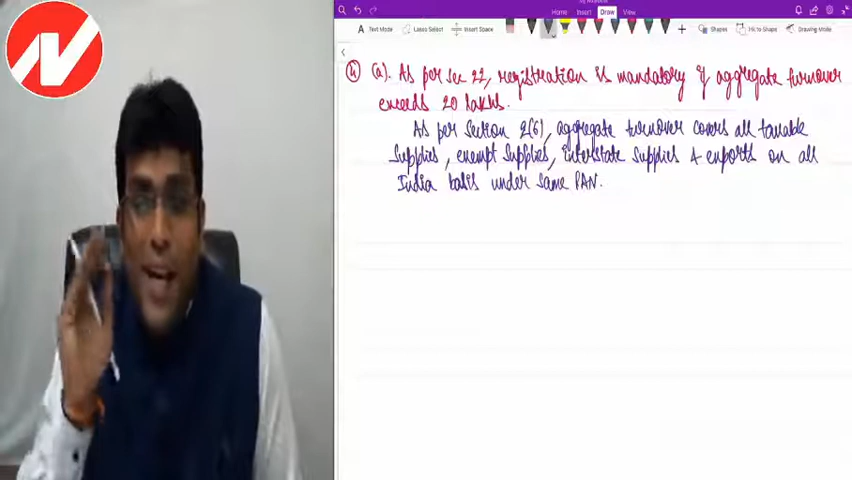 Home Insert Draw View
Text Mode Lasso Select Insert Space Shapes Ink to Shape Drawing Mode
4 (a). As per Sec 22, registration is mandatory if aggregate turnover
exceeds 20 lakhs.
As per Section 2(6), aggregate turnover covers all taxable
Supplies, exempt Supplies, interstate Supplies & exports on all
India basis under same PAN.